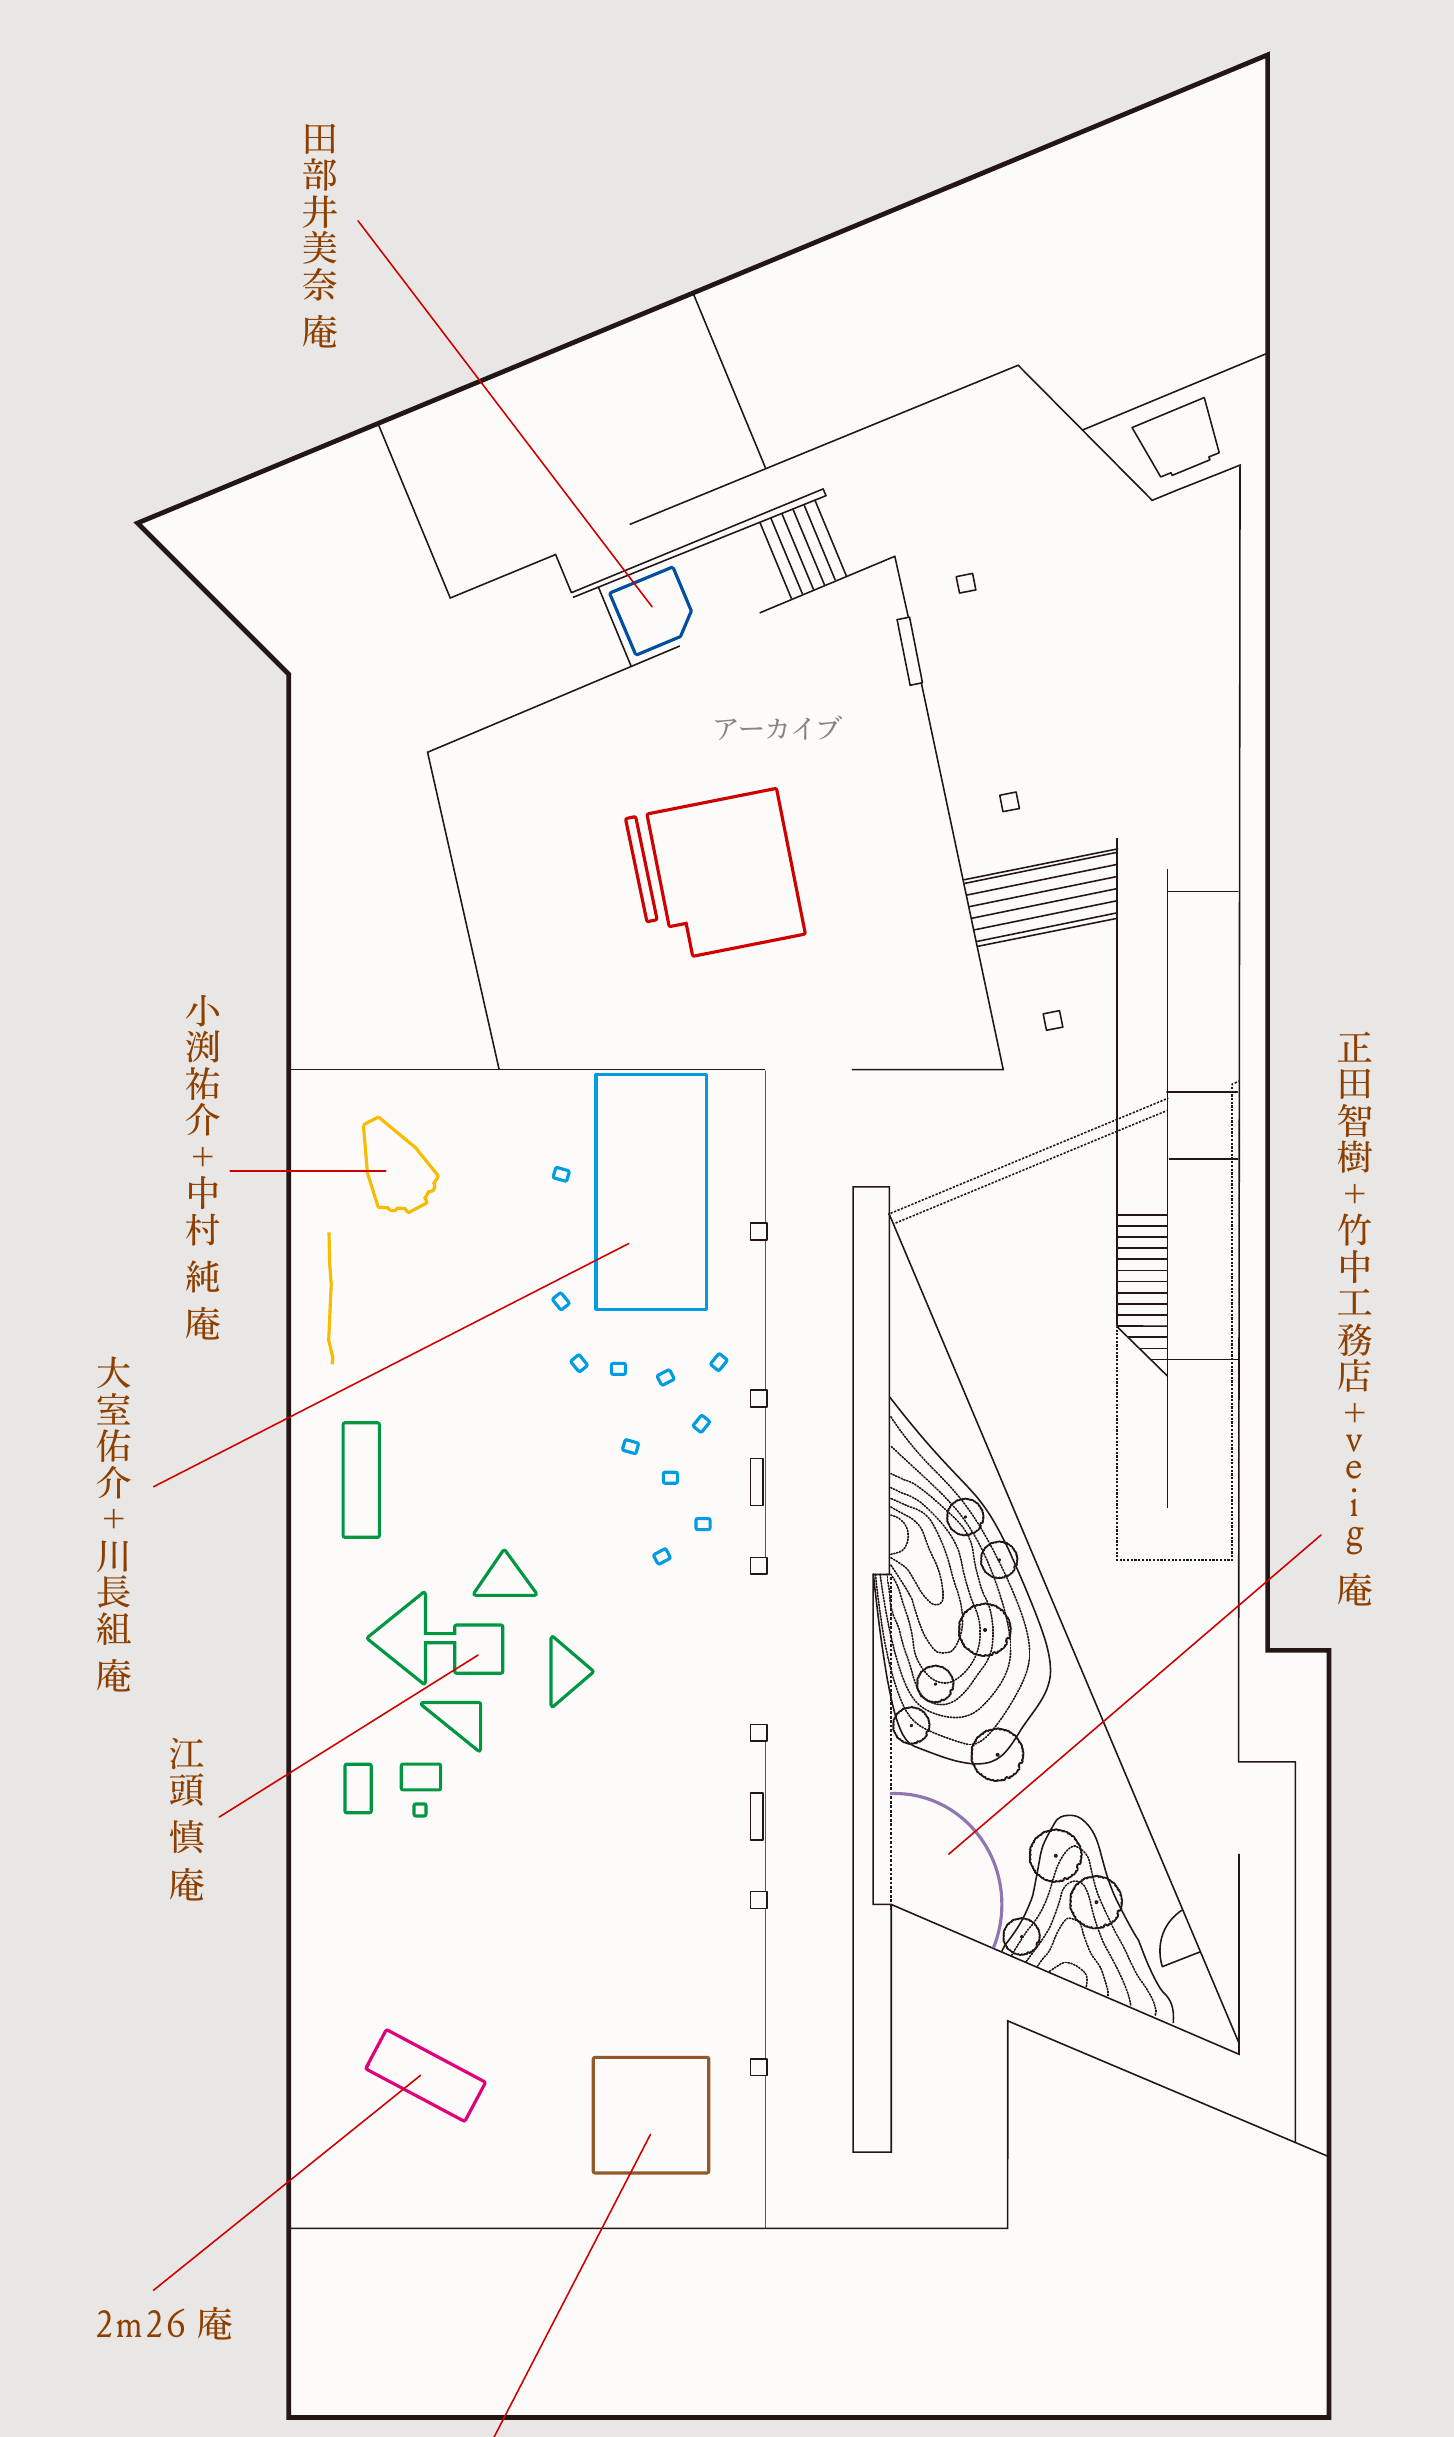 田部井美奈 庵
アーカイブ
小渕祐介+中村 純 庵
正田智樹+竹中工務店+veig 庵
大室佑介+川長組 庵
江頭 慎 庵
2m26 庵